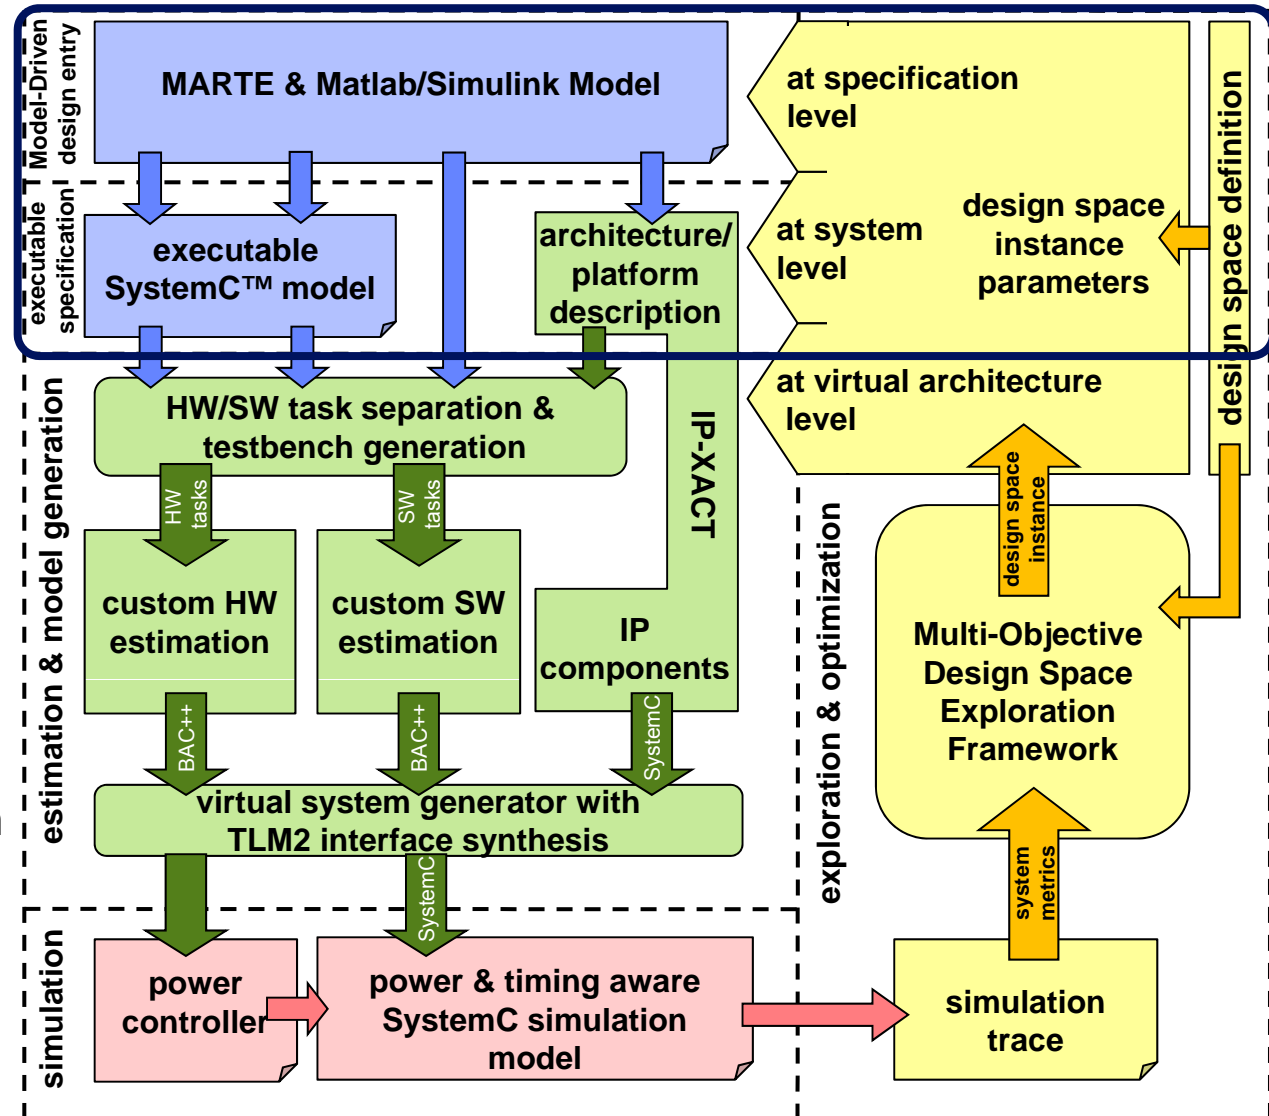 Model-Driven
design entry
MARTE & Matlab/Simulink Model
at specification
level
design space definition
executable
specification
executable
SystemC™ model
architecture/
platform
description
at system
level
design space
instance
parameters
estimation & model generation
HW/SW task separation &
testbench generation
IP-XACT
at virtual architecture
level
HW
tasks
SW
tasks
custom HW
estimation
custom SW
estimation
IP
components
BAC++
BAC++
SystemC
virtual system generator with
TLM2 interface synthesis
SystemC
exploration & optimization
design space
instance
Multi-Objective
Design Space
Exploration
Framework
system
metrics
simulation
power
controller
power & timing aware
SystemC simulation
model
simulation
trace